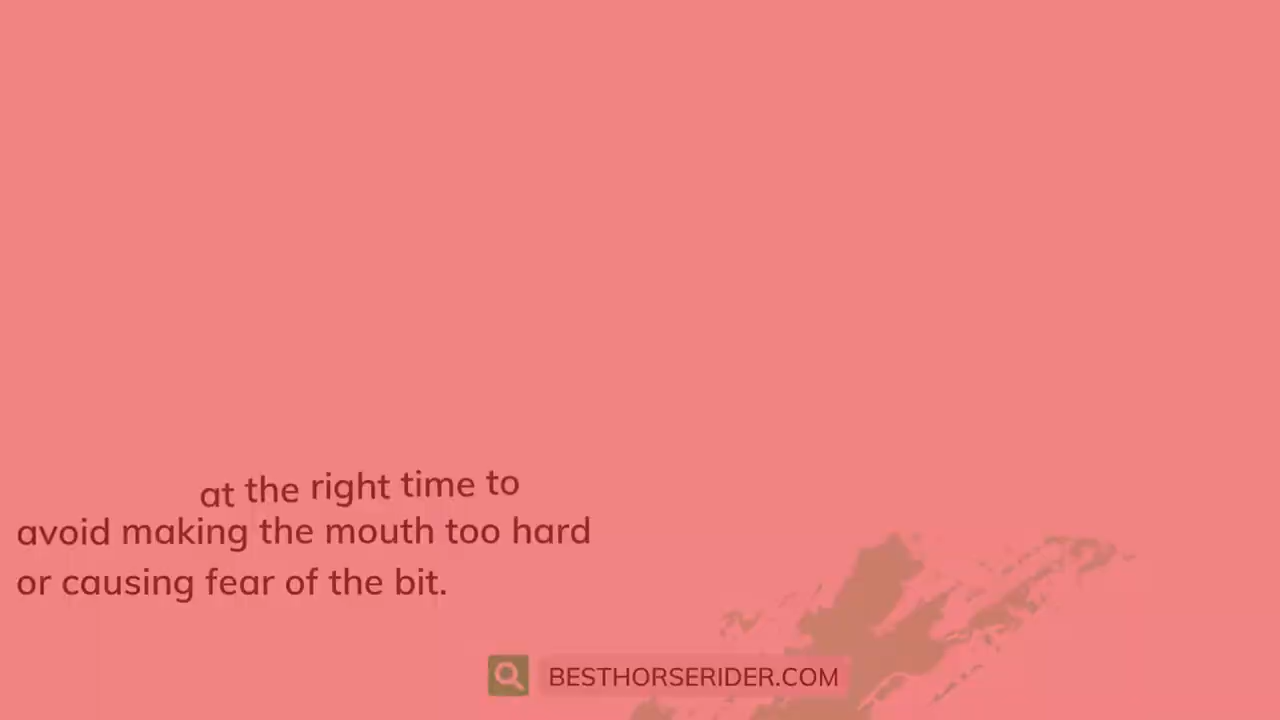 at the right time to
avoid making the mouth too hard
or causing fear of the bit.
BESTHORSERIDER.COM